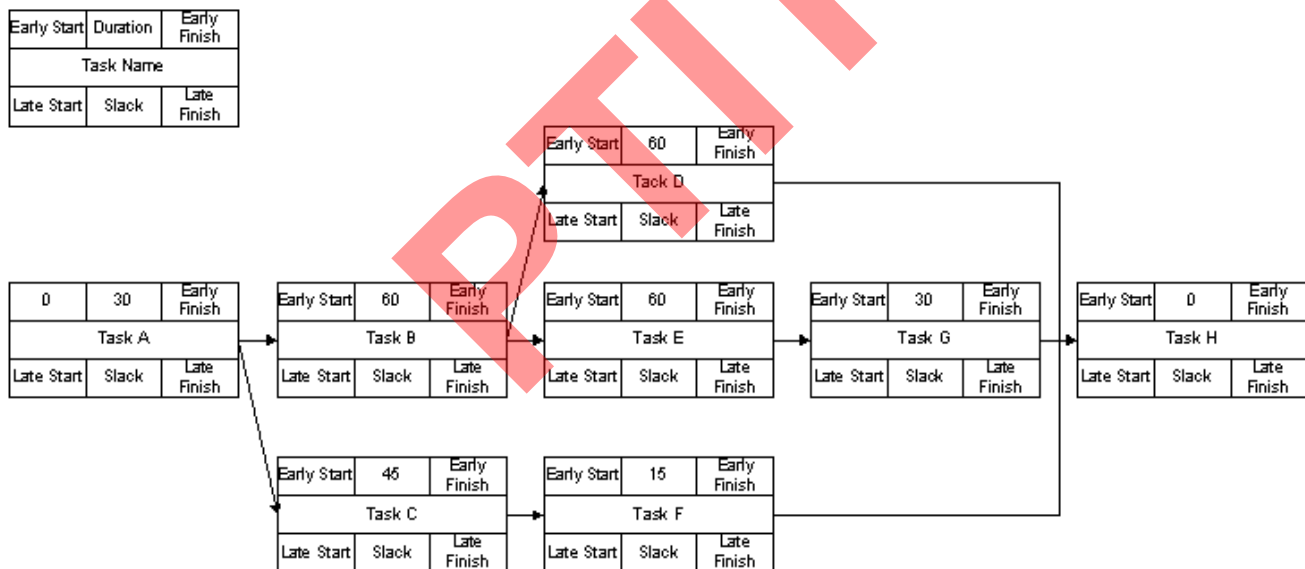 Early Start Duration Early
Finish
Task Name
Late Start Slack Late
Finish
Early Start 60 Early
Finish
Tack D
Late Start Slack Late
Finish
0 30 Early
Finish
Task A
Late Start Slack Late
Finish
Early Start 60 Early
Finish
Task B
Late Start Slack Late
Finish
Early Start 60 Early
Finish
Task E
Late Start Slack Late
Finish
Early Start 30 Early
Finish
Task G
Late Start Slack Late
Finish
Early Start 0 Early
Finish
Task H
Late Start Slack Late
Finish
Early Start 45 Early
Finish
Task C
Late Start Slack Late
Finish
Early Start 15 Early
Finish
Task F
Late Start Slack Late
Finish
PTI